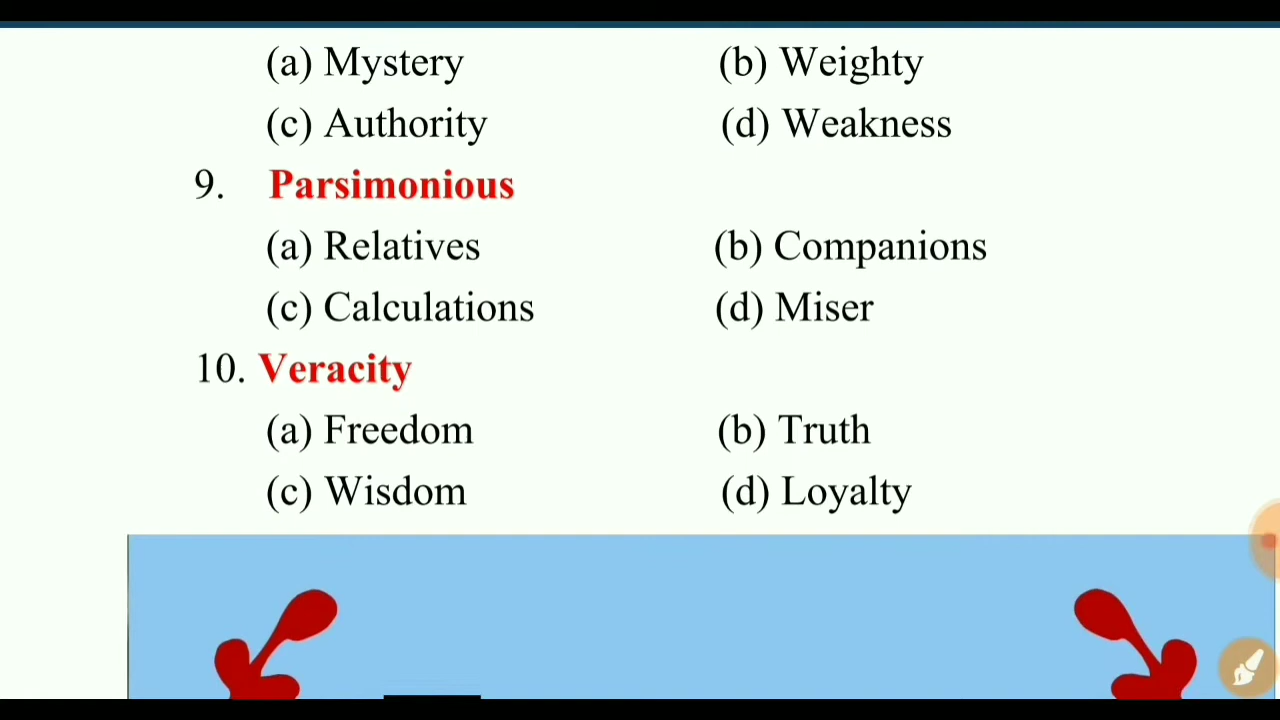 (a) Mystery (b) Weighty
(c) Authority (d) Weakness
9. Parsimonious
(a) Relatives (b) Companions
(c) Calculations (d) Miser
10. Veracity
(a) Freedom (b) Truth
(c) Wisdom (d) Loyalty